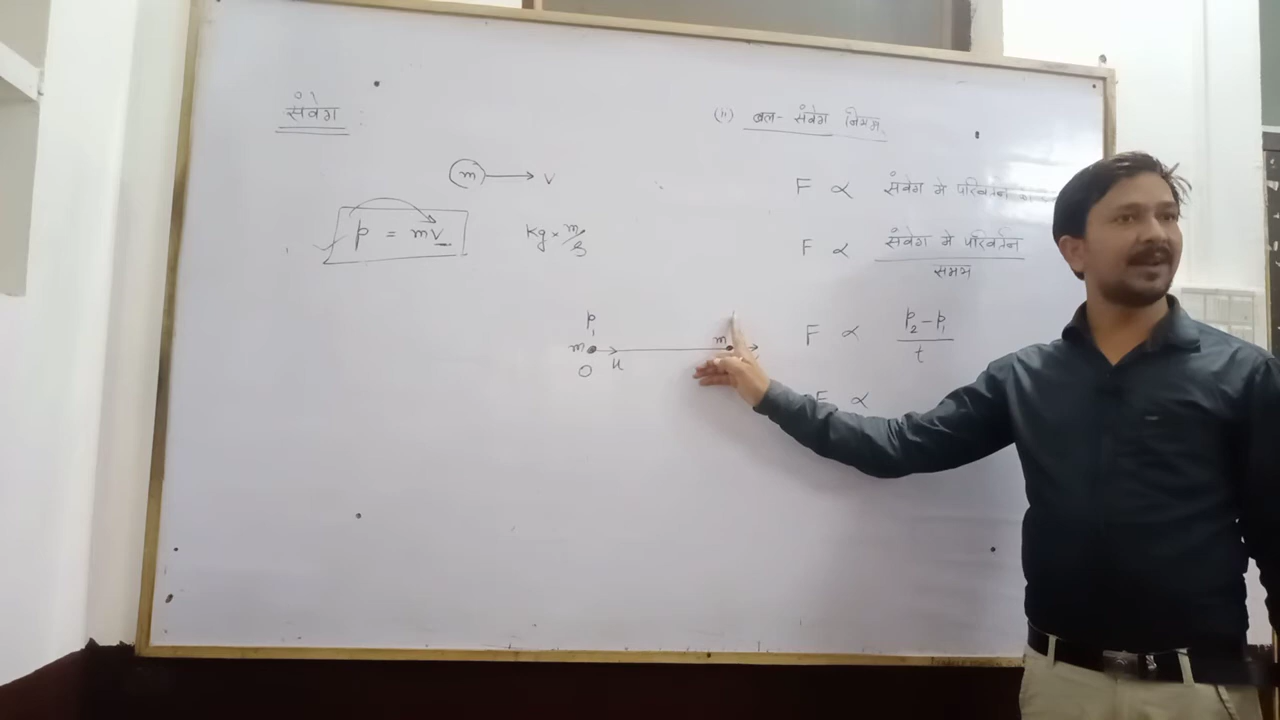 संवेग :
m → v
p = mv
Kg × m/s
p₁
m
O
u
m
(ii) बल - संवेग नियम
F ∝ संवेग मे परिवर्तन
F ∝ संवेग मे परिवर्तन / समय
F ∝ p₂ - p₁ / t
F ∝